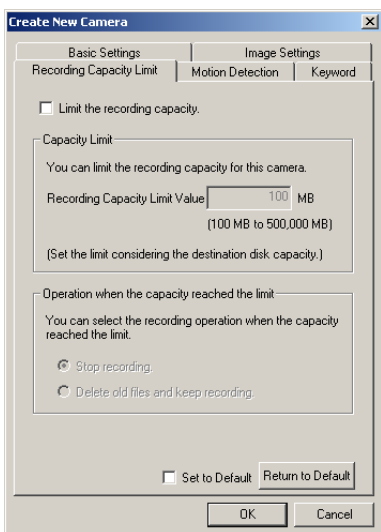 Create New Camera
Basic Settings
Image Settings
Recording Capacity Limit
Motion Detection
Keyword
Limit the recording capacity.
Capacity Limit
You can limit the recording capacity for this camera.
Recording Capacity Limit Value 100 MB
(100 MB to 500,000 MB)
(Set the limit considering the destination disk capacity.)
Operation when the capacity reached the limit
You can select the recording operation when the capacity
reached the limit.
Stop recording.
Delete old files and keep recording.
Set to Default
Return to Default
OK
Cancel